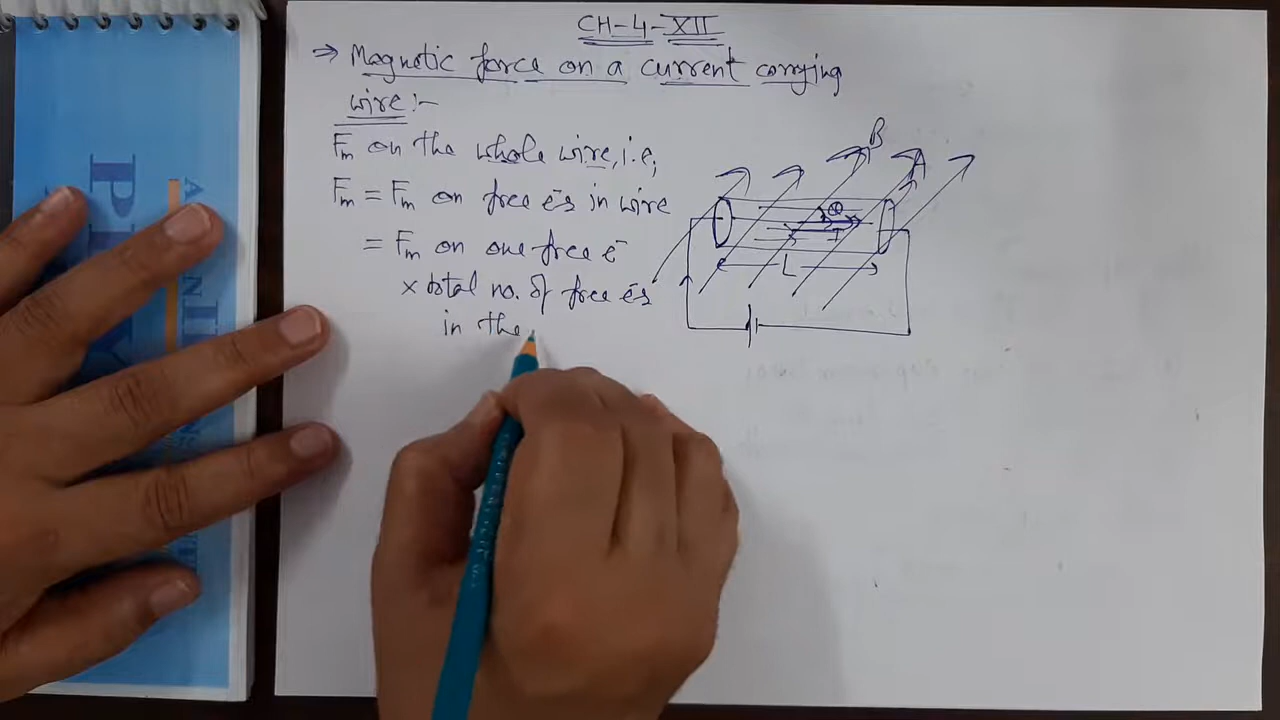 CH-4-XII
⇒ Magnetic force on a current carrying
wire:-
Fm on the whole wire, i.e,
Fm = Fm on free e⁻s in wire
= Fm on one free e⁻
× total no. of free e⁻s
in the
B
θ
I
L